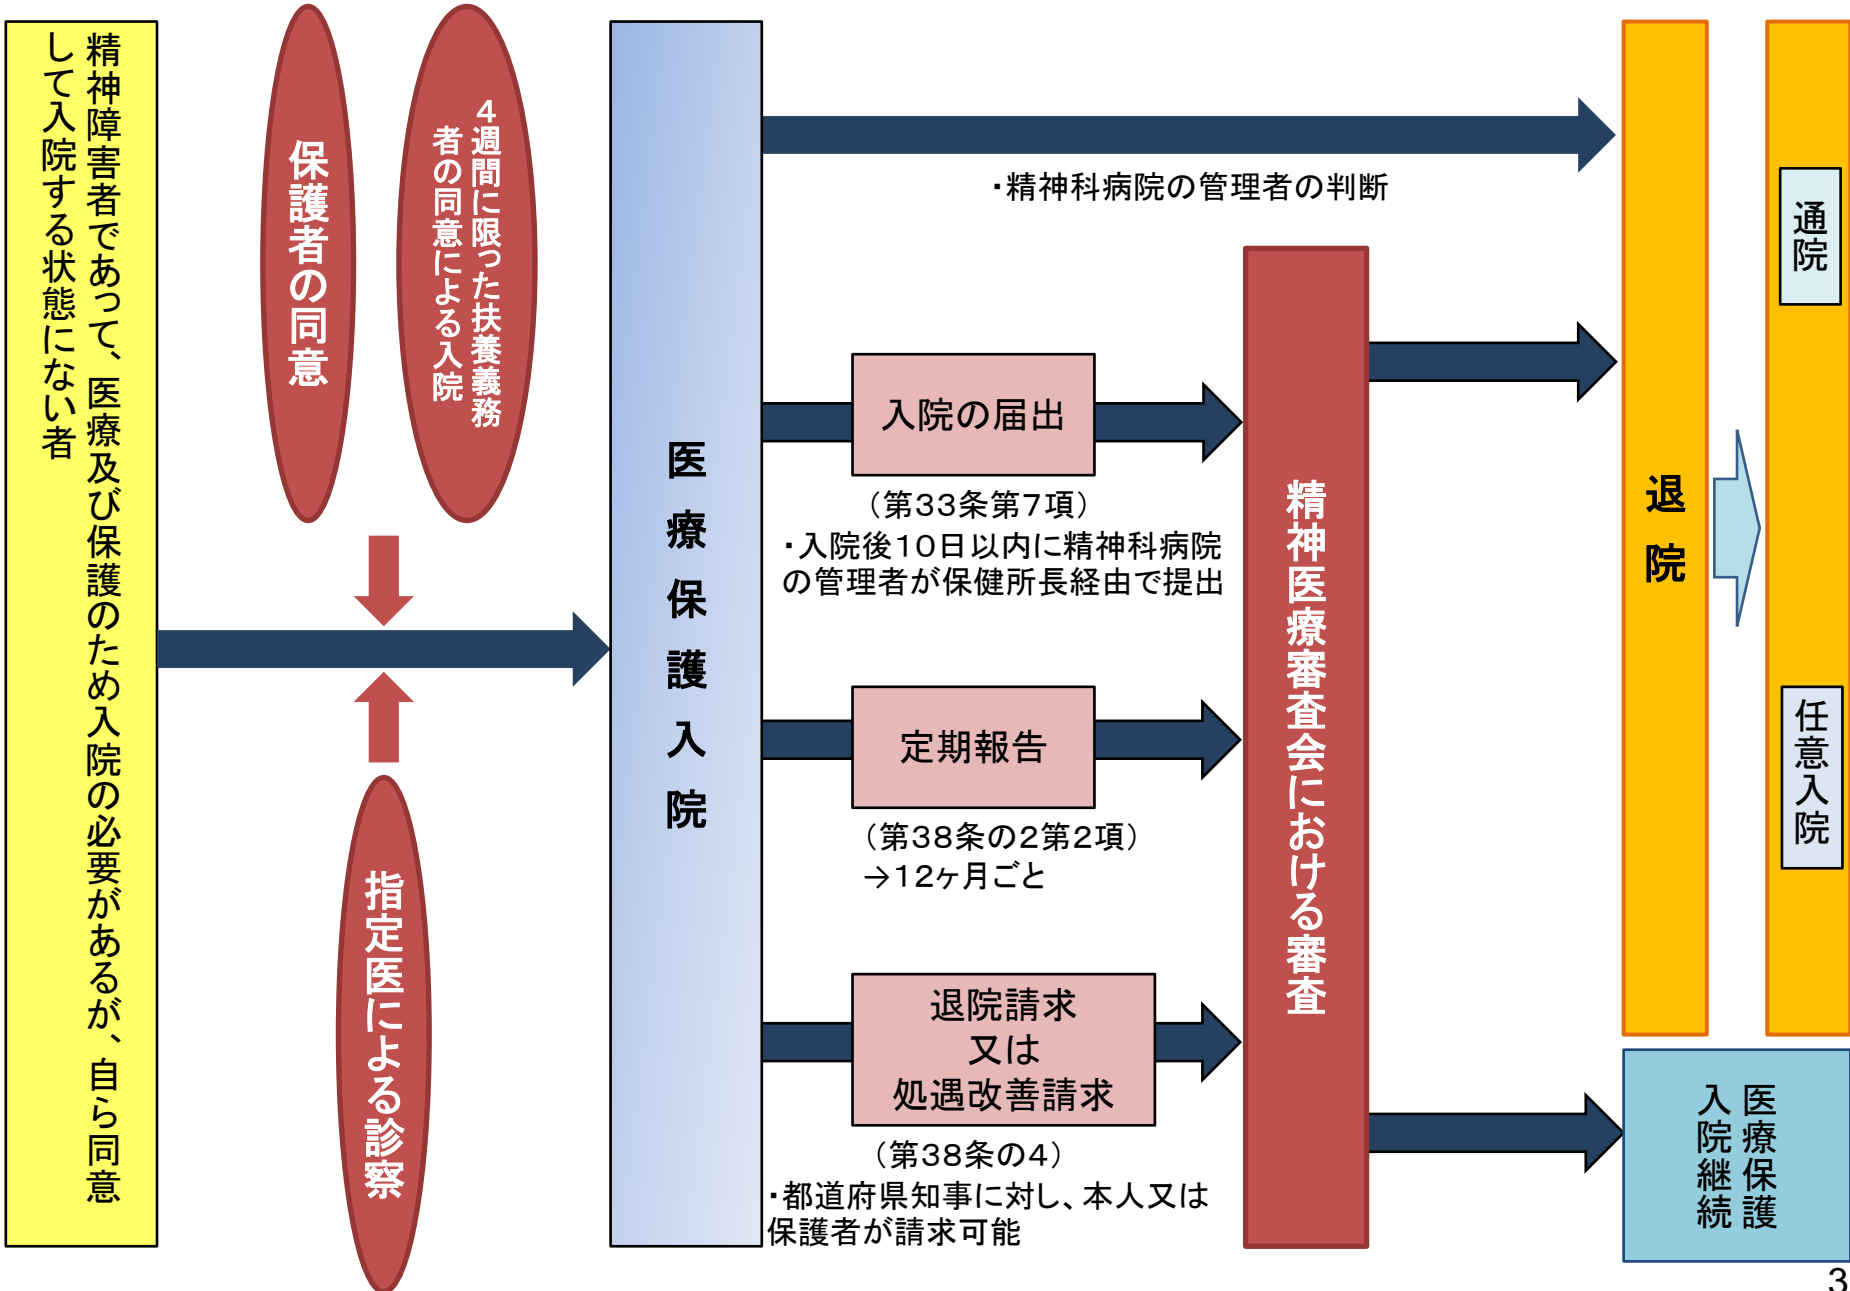 精神障害者であって、医療及び保護のため入院の必要があるが、自ら同意
して入院する状態にない者
保護者の同意
４週間に限った扶養義務
者の同意による入院
指定医による診察
医療保護入院
・精神科病院の管理者の判断
入院の届出
（第３３条第７項）
・入院後１０日以内に精神科病院
の管理者が保健所長経由で提出
定期報告
（第３８条の２第２項）
→１２ヶ月ごと
退院請求
又は
処遇改善請求
（第３８条の４）
・都道府県知事に対し、本人又は
保護者が請求可能
精神医療審査会における審査
退院
通院
任意入院
医療保護
入院継続
3